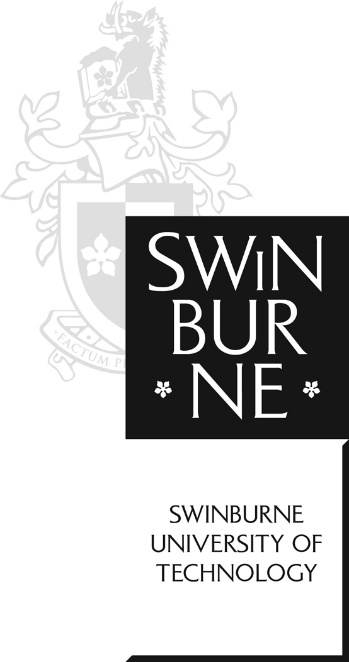 ·FACTUM P
SWiN
BUR
NE
SWINBURNE
UNIVERSITY OF
TECHNOLOGY